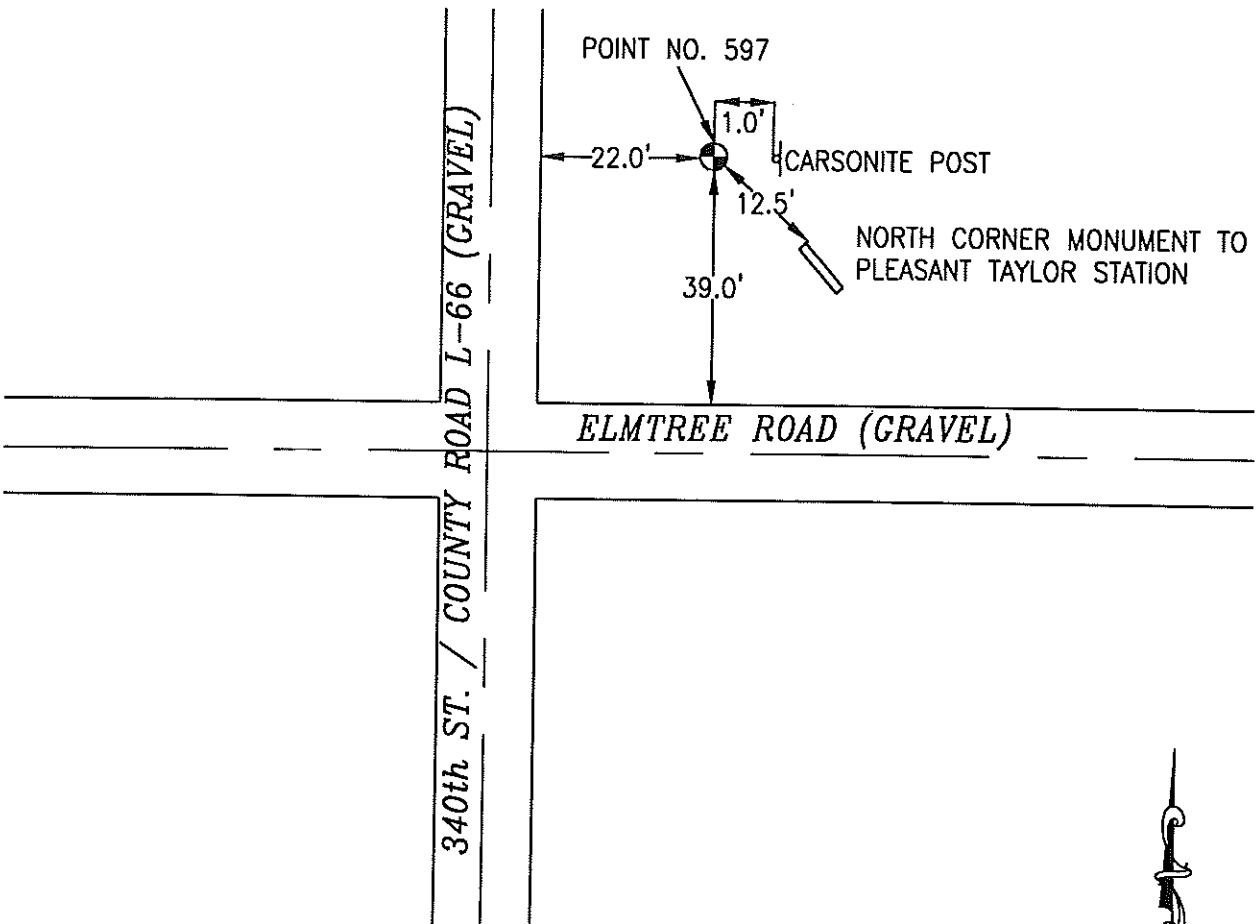 POINT NO. 597
1.0'
22.0'
CARSONITE POST
12.5'
NORTH CORNER MONUMENT TO
PLEASANT TAYLOR STATION
39.0'
ELMTREE ROAD (GRAVEL)
340th ST. / COUNTY ROAD L-66 (GRAVEL)